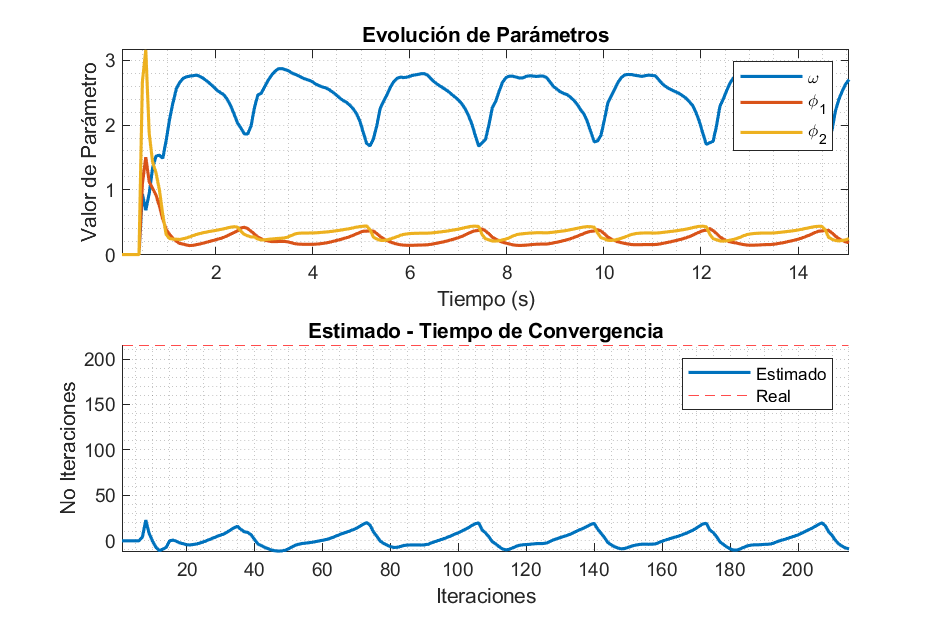 Evolución de Parámetros
Valor de Parámetro
3
2
1
0
ω
ϕ1
ϕ2
2
4
6
8
10
12
14
Tiempo (s)
Estimado - Tiempo de Convergencia
No Iteraciones
200
150
100
50
0
Estimado
Real
20
40
60
80
100
120
140
160
180
200
Iteraciones